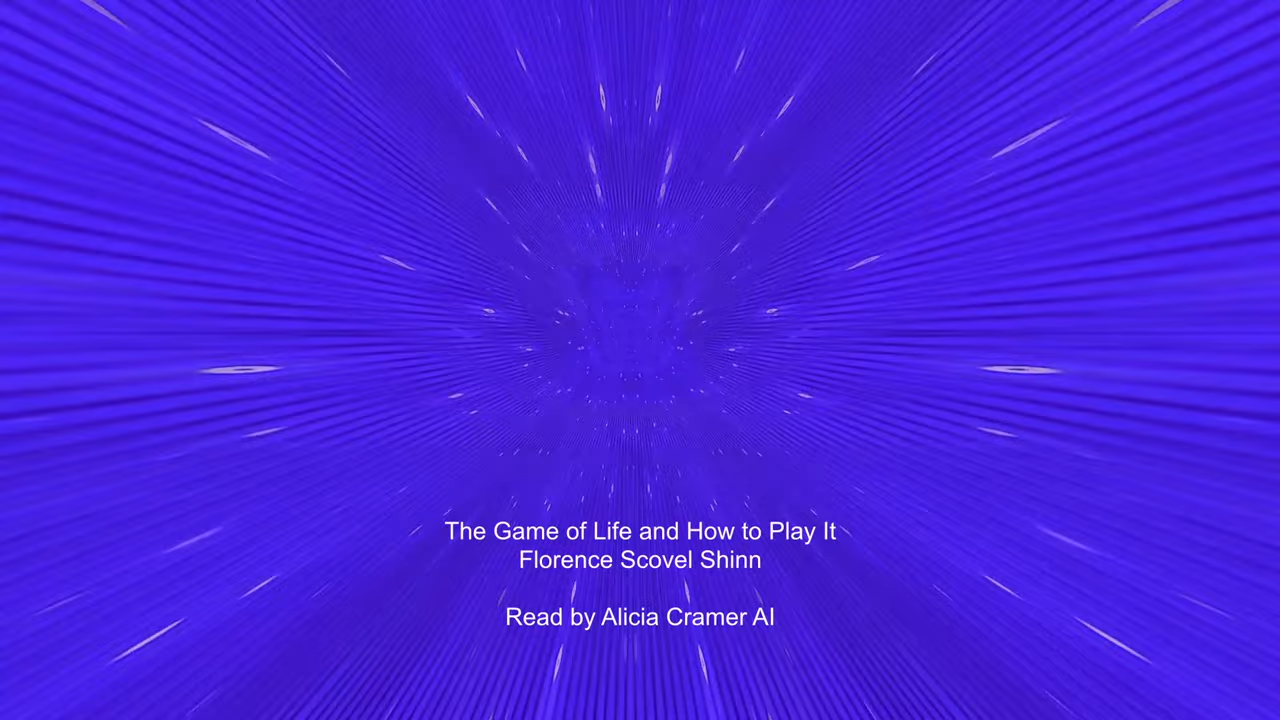 The Game of Life and How to Play It
Florence Scovel Shinn
Read by Alicia Cramer AI